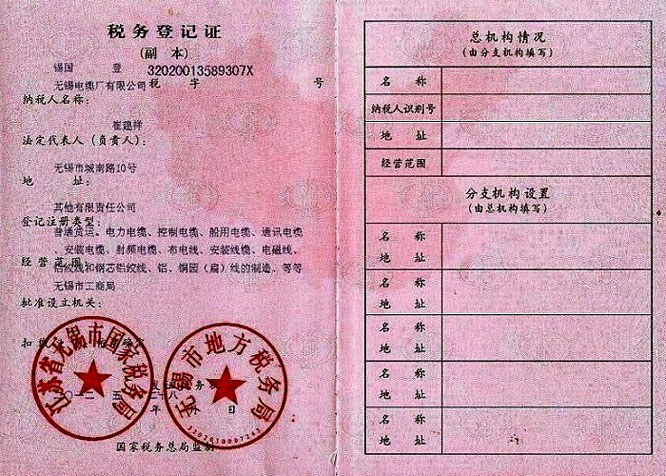 税务登记证
(副 本)
锡国 登 32020013589307X
无锡电缆厂有限公司 税 字 号
纳税人名称:
崔建祥
法定代表人(负责人):
无锡市城南路10号
地 址:
其他有限责任公司
登记注册类型:
普通货运、电力电缆、控制电缆、船用电缆、通讯电缆
、安装电缆、射频电缆、布电线、安装线缆、电磁线、
经营范围:
铝绞线和钢芯铝绞线、铝、铜园(扁)线的制造、等等
无锡市工商局
批准设立机关:
扣
江苏省无锡市国家税务局
无锡市地方税务局
年 月 日
国家税务总局监制
总机构情况
(由分支机构填写)
名 称
纳税人识别号
地 址
经营范围
分支机构设置
(由总机构填写)
名 称
地 址
名 称
地 址
名 称
地 址
名 称
地 址
名 称
地 址